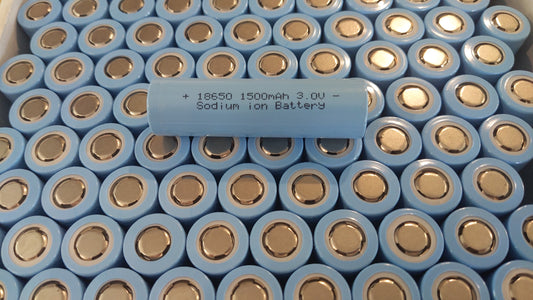 + 18650 1500mAh 3.0V -
Sodium ion Battery